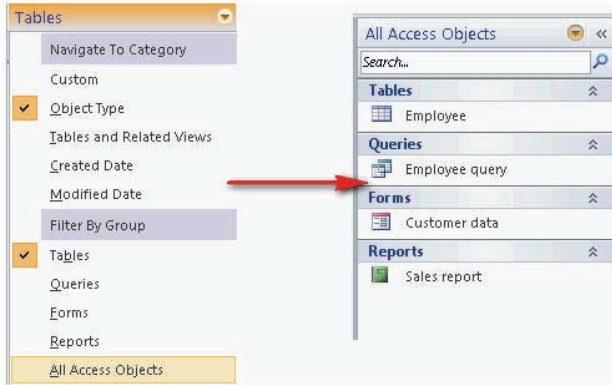 Tables
Navigate To Category
Custom
Object Type
Tables and Related Views
Created Date
Modified Date
Filter By Group
Tables
Queries
Forms
Reports
All Access Objects
All Access Objects
Search...
Tables
Employee
Queries
Employee query
Forms
Customer data
Reports
Sales report